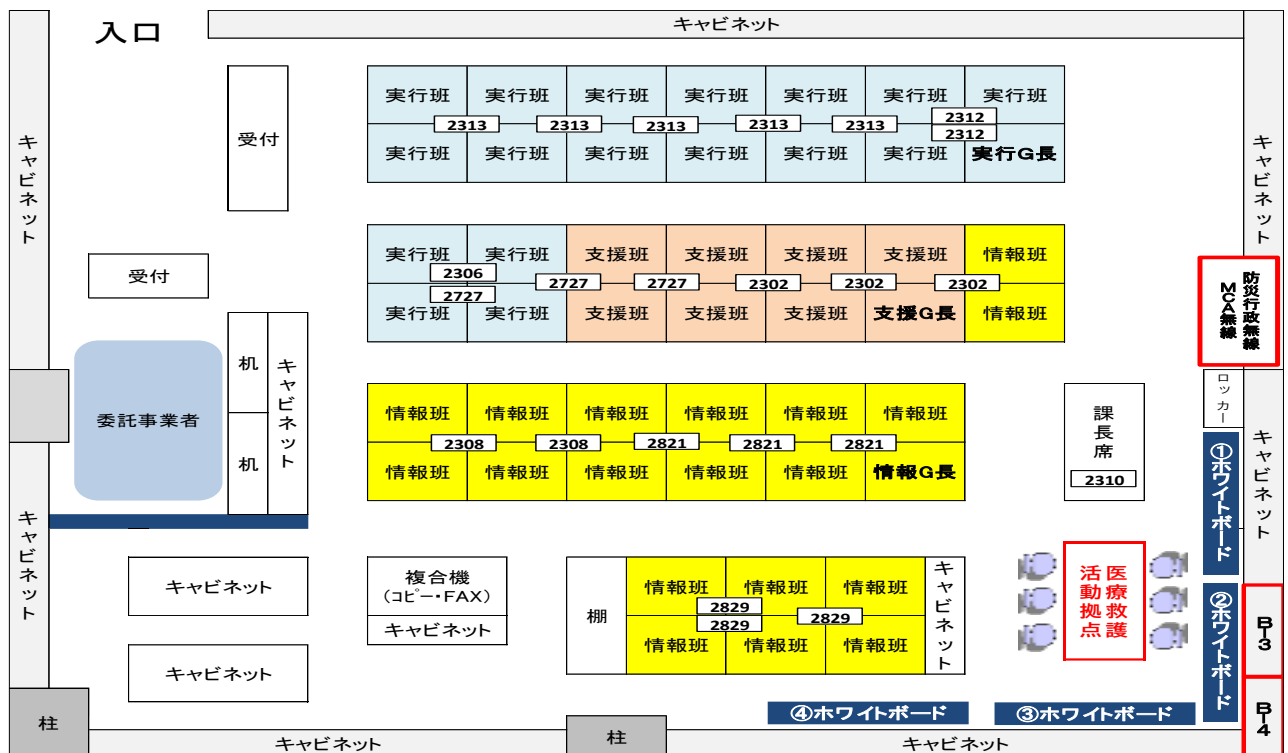 入口
キャビネット
キャビネット
受付
実行班 実行班 実行班 実行班 実行班 実行班 実行班
2313 2313 2313 2313 2313 2312
2312
実行班 実行班 実行班 実行班 実行班 実行班 実行G長
キャビネット
受付
実行班 実行班 支援班 支援班 支援班 支援班 情報班
2306
2727 2727 2727 2302 2302 2302
実行班 実行班 支援班 支援班 支援班 支援G長 情報班
防災行政無線
MCA無線
委託事業者
机
机
キャビネット
情報班 情報班 情報班 情報班 情報班 情報班
2308 2308 2821 2821 2821
情報班 情報班 情報班 情報班 情報班 情報G長
課長席
2310
ロッカー
①ホワイトボード
キャビネット
キャビネット
キャビネット
キャビネット
複合機
(コピー・FAX)
キャビネット
棚
情報班 情報班 情報班
2829
2829 2829
情報班 情報班 情報班
キャビネット
医療救護
活動拠点
②ホワイトボード
B-3
B-4
④ホワイトボード
③ホワイトボード
柱
キャビネット
柱
キャビネット